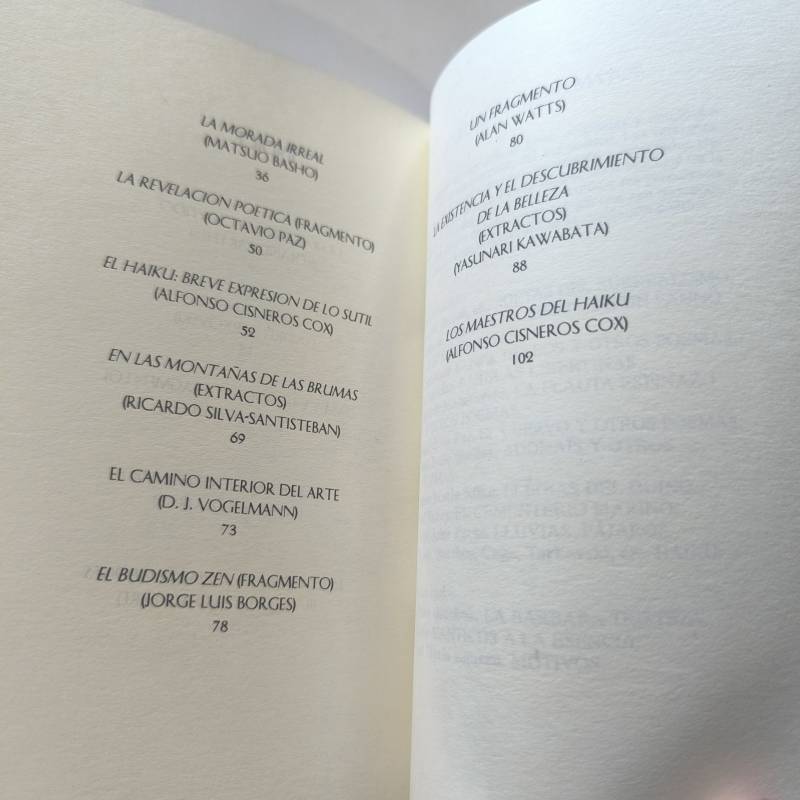 LA MORADA IRREAL
(MATSUO BASHO)
36
LA REVELACION POETICA (FRAGMENTO)
(OCTAVIO PAZ)
50
EL HAIKU: BREVE EXPRESION DE LO SUTIL
(ALFONSO CISNEROS COX)
52
EN LAS MONTAÑAS DE LAS BRUMAS
(EXTRACTOS)
(RICARDO SILVA-SANTISTEBAN)
69
EL CAMINO INTERIOR DEL ARTE
(D. J. VOGELMANN)
73
EL BUDISMO ZEN (FRAGMENTO)
(JORGE LUIS BORGES)
78
UN FRAGMENTO
(ALAN WATTS)
80
LA EXISTENCIA Y EL DESCUBRIMIENTO
DE LA BELLEZA
(EXTRACTOS)
(YASUNARI KAWABATA)
88
LOS MAESTROS DEL HAIKU
(ALFONSO CISNEROS COX)
102